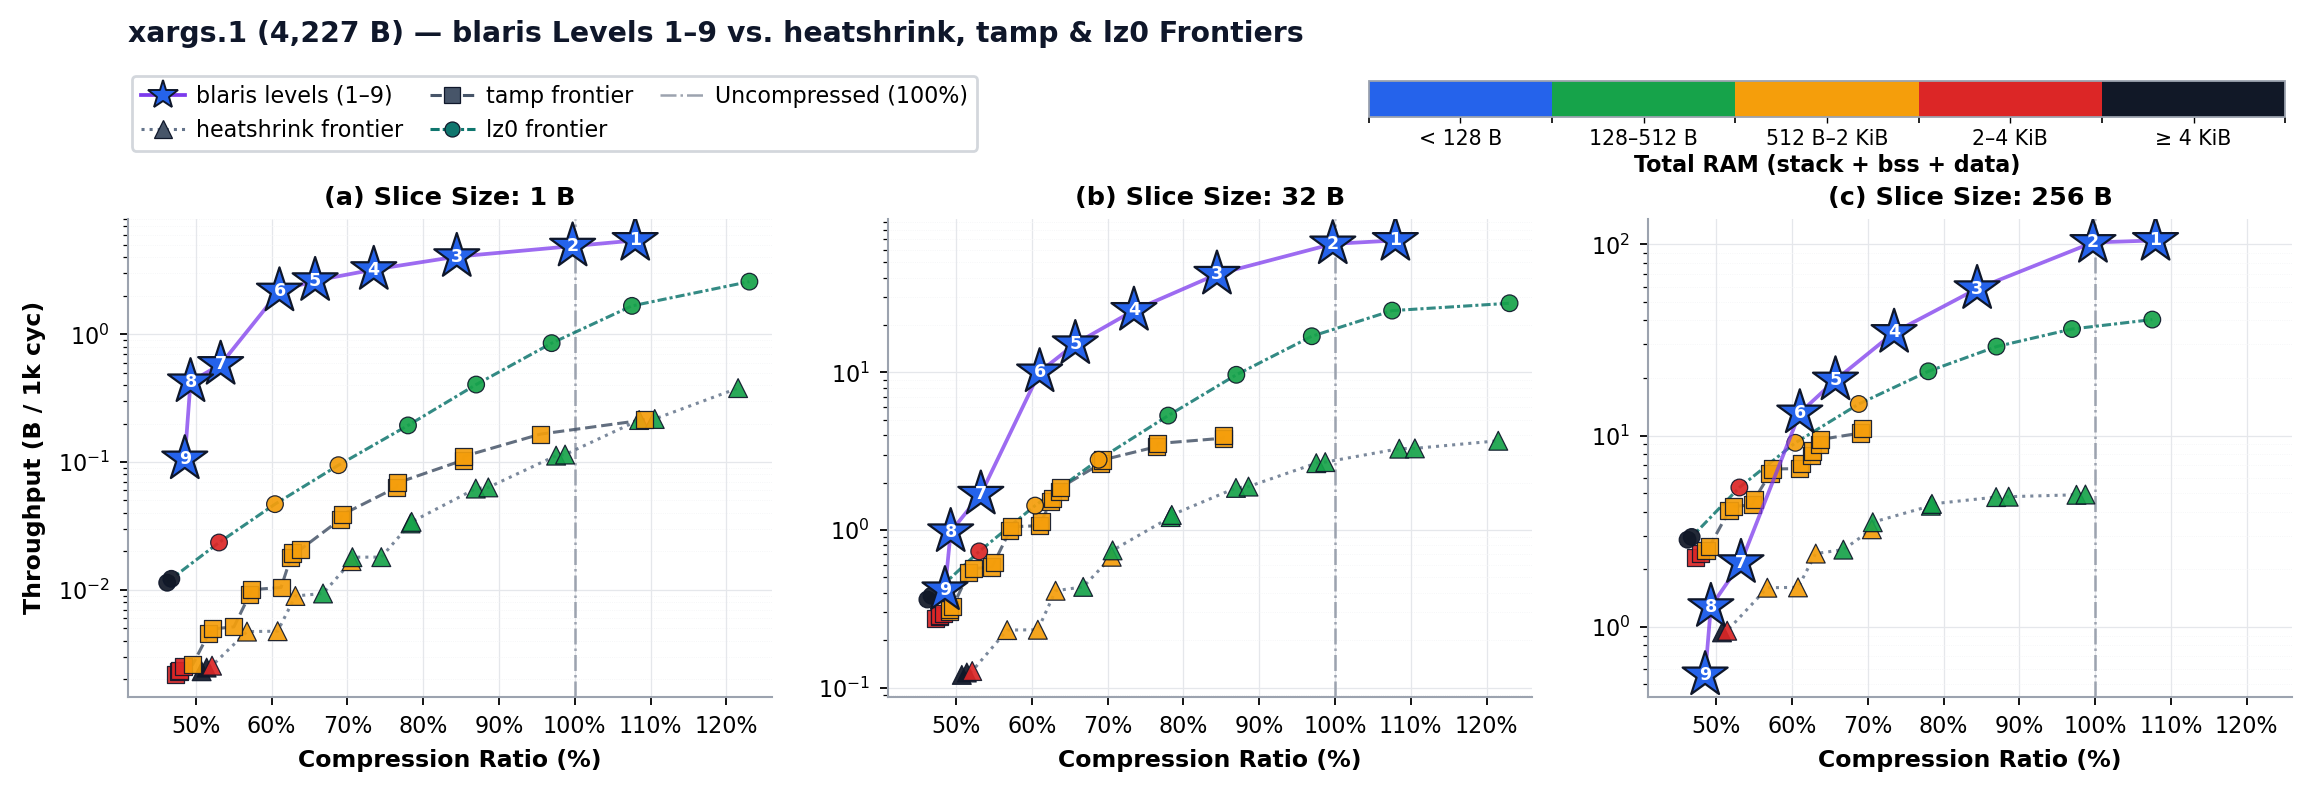 xargs.1 (4,227 B) — blaris Levels 1–9 vs. heatshrink, tamp & lz0 Frontiers
blaris levels (1–9)
heatshrink frontier
tamp frontier
lz0 frontier
Uncompressed (100%)
< 128 B
128–512 B
512 B–2 KiB
2–4 KiB
≥ 4 KiB
Total RAM (stack + bss + data)
(a) Slice Size: 1 B
Throughput (B / 1k cyc)
10⁰
10⁻¹
10⁻²
9 8 7 6 5 4 3 2 1
50% 60% 70% 80% 90% 100% 110% 120%
Compression Ratio (%)
(b) Slice Size: 32 B
10¹
10⁰
10⁻¹
9 8 7 6 5 4 3 2 1
50% 60% 70% 80% 90% 100% 110% 120%
Compression Ratio (%)
(c) Slice Size: 256 B
10²
10¹
10⁰
9 8 7 6 5 4 3 2 1
50% 60% 70% 80% 90% 100% 110% 120%
Compression Ratio (%)